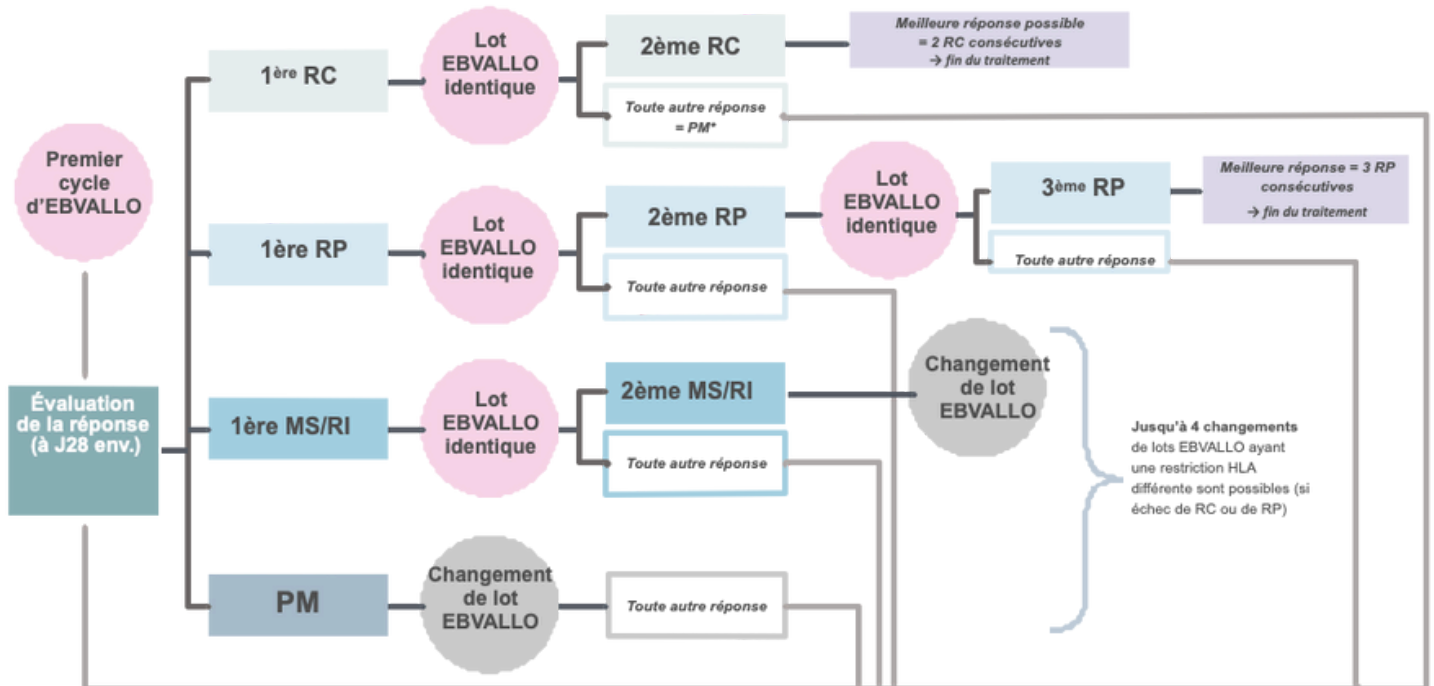 Premier
cycle
d'EBVALLO
Évaluation
de la réponse
(à J28 env.)
1ère RC
Lot
EBVALLO
identique
2ème RC
Meilleure réponse possible
= 2 RC consécutives
→ fin du traitement
Toute autre réponse
= PM*
1ère RP
Lot
EBVALLO
identique
2ème RP
Lot
EBVALLO
identique
3ème RP
Meilleure réponse = 3 RP
consécutives
→ fin du traitement
Toute autre réponse
Toute autre réponse
1ère MS/RI
Lot
EBVALLO
identique
2ème MS/RI
Changement
de lot
EBVALLO
Toute autre réponse
Jusqu'à 4 changements
de lots EBVALLO ayant
une restriction HLA
différente sont possibles (si
échec de RC ou de RP)
PM
Changement
de lot
EBVALLO
Toute autre réponse